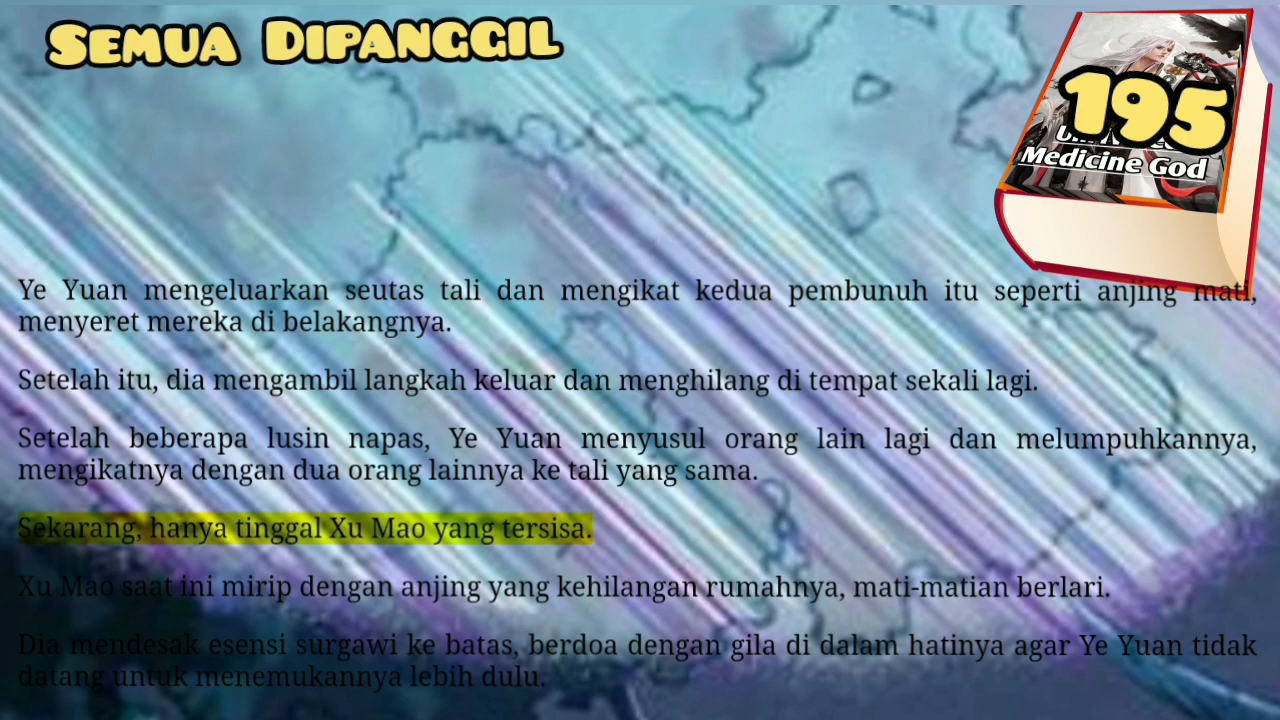 Semua Dipanggil
195
Medicine God
Ye Yuan mengeluarkan seutas tali dan mengikat kedua pembunuh itu seperti anjing mati,
menyeret mereka di belakangnya.
Setelah itu, dia mengambil langkah keluar dan menghilang di tempat sekali lagi.
Setelah beberapa lusin napas, Ye Yuan menyusul orang lain lagi dan melumpuhkannya,
mengikatnya dengan dua orang lainnya ke tali yang sama.
Sekarang, hanya tinggal Xu Mao yang tersisa.
Xu Mao saat ini mirip dengan anjing yang kehilangan rumahnya, mati-matian berlari.
Dia mendesak esensi surgawi ke batas, berdoa dengan gila di dalam hatinya agar Ye Yuan tidak
datang untuk menemukannya lebih dulu.